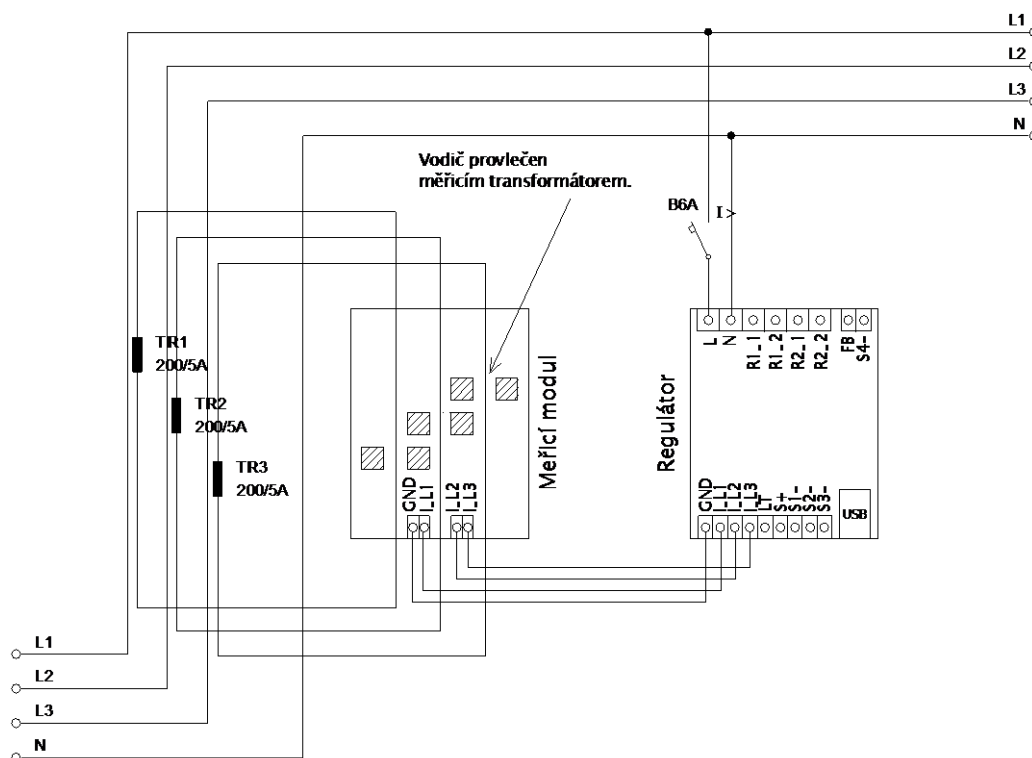 L1
L2
L3
N
Vodič provlečen
měřicím transformátorem.
B6A
I >
TR1
200/5A
TR2
200/5A
TR3
200/5A
Meřicí modul
GND
I_L1
I_L2
I_L3
Regulátor
L
N
R1_1
R1_2
R2_1
R2_2
FB
S4-
GND
I_L1
I_L2
I_L3
LT
S+
S1-
S2-
S3-
USB
L1
L2
L3
N